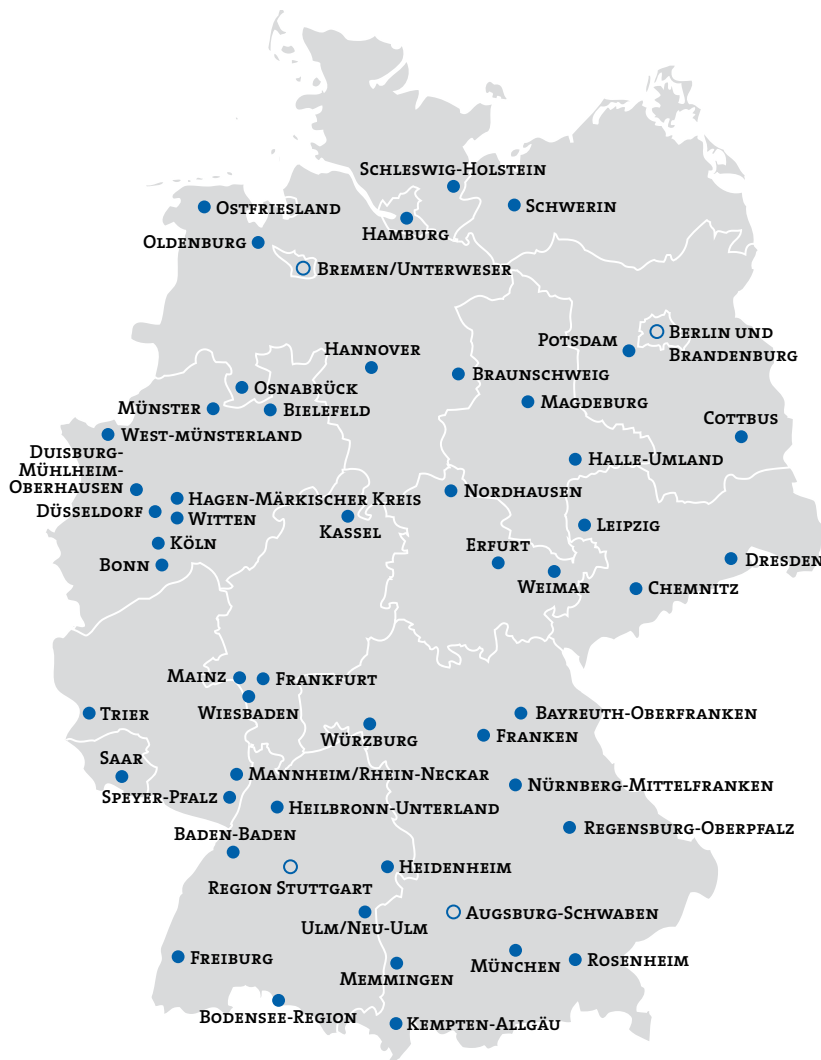 Schleswig-Holstein
Ostfriesland
Schwerin
Hamburg
Oldenburg
Bremen/Unterweser
Berlin und
Brandenburg
Potsdam
Hannover
Braunschweig
Osnabrück
Magdeburg
Münster
Bielefeld
Cottbus
West-münsterland
Duisburg-
Mühlheim-
Oberhausen
Halle-Umland
Hagen-Märkischer Kreis
Nordhausen
Düsseldorf
Witten
Kassel
Leipzig
Köln
Erfurt
Bonn
Weimar
Dresden
Chemnitz
Mainz
Frankfurt
Wiesbaden
Trier
Bayreuth-Oberfranken
Würzburg
Franken
Saar
Mannheim/Rhein-Neckar
Nürnberg-Mittelfranken
Speyer-Pfalz
Heilbronn-Unterland
Regensburg-Oberpfalz
Baden-Baden
Heidenheim
Region Stuttgart
Augsburg-Schwaben
Ulm/Neu-Ulm
Freiburg
München
Rosenheim
Memmingen
Bodensee-Region
Kempten-Allgäu